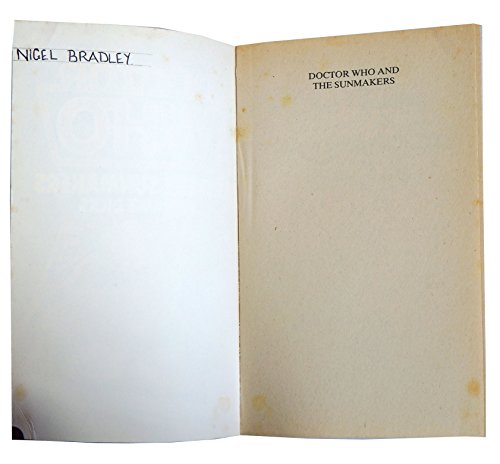 NIGEL BRADLEY
DOCTOR WHO AND
THE SUNMAKERS